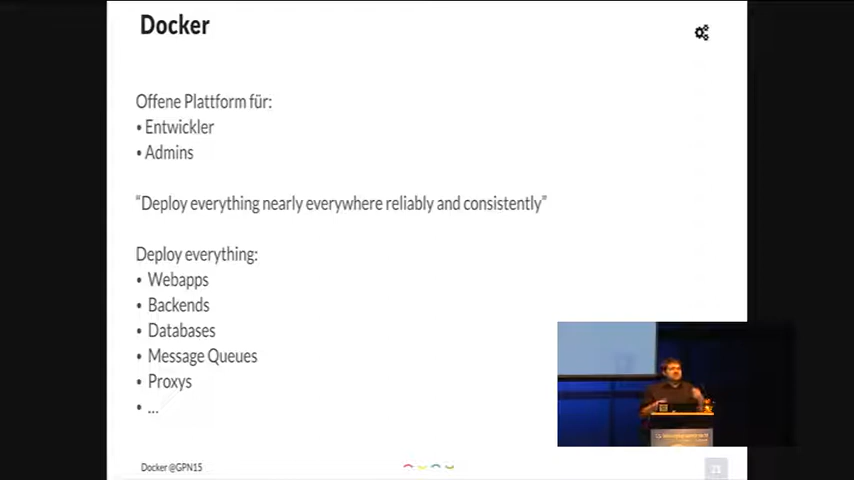 Docker
Offene Plattform für:
• Entwickler
• Admins
“Deploy everything nearly everywhere reliably and consistently”
Deploy everything:
• Webapps
• Backends
• Databases
• Message Queues
• Proxys
• ...
Docker @GPN15
21